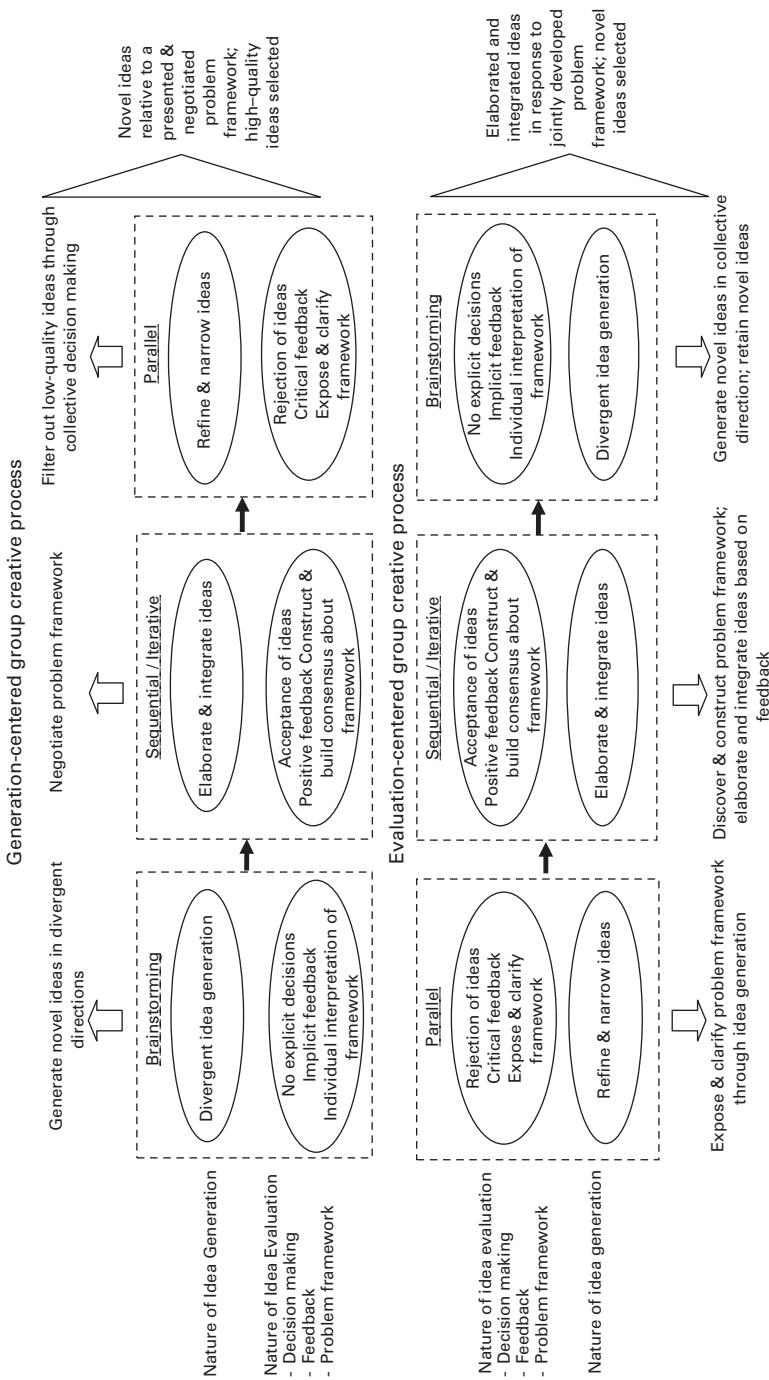 Generation-centered group creative process
Generate novel ideas in divergent
directions
Negotiate problem framework
Filter out low-quality ideas through
collective decision making
Nature of Idea Generation
Nature of Idea Evaluation
- Decision making
- Feedback
- Problem framework
Brainstorming
Divergent idea generation
No explicit decisions
Implicit feedback
Individual interpretation of
framework
Sequential / Iterative
Elaborate & integrate ideas
Acceptance of ideas
Positive feedback Construct &
build consensus about
framework
Parallel
Refine & narrow ideas
Rejection of ideas
Critical feedback
Expose & clarify
framework
Novel ideas
relative to a
presented &
negotiated
problem
framework;
high–quality
ideas selected
Evaluation-centered group creative process
Nature of idea evaluation
- Decision making
- Feedback
- Problem framework
Nature of idea generation
Parallel
Rejection of ideas
Critical feedback
Expose & clarify
framework
Refine & narrow ideas
Sequential / Iterative
Acceptance of ideas
Positive feedback Construct &
build consensus about
framework
Elaborate & integrate ideas
Brainstorming
No explicit decisions
Implicit feedback
Individual interpretation of
framework
Divergent idea generation
Elaborated and
integrated ideas
in response to
jointly developed
problem
framework; novel
ideas selected
Expose & clarify problem framework
through idea generation
Discover & construct problem framework;
elaborate and integrate ideas based on
feedback
Generate novel ideas in collective
direction; retain novel ideas